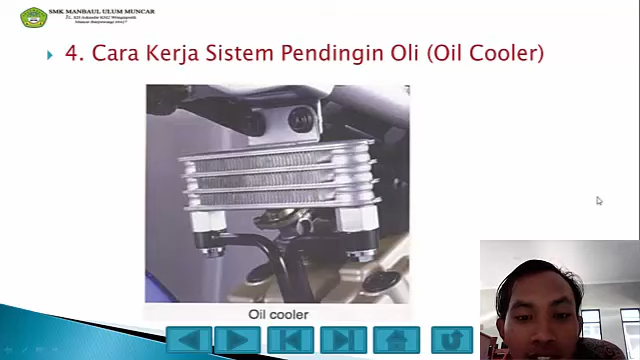 SMK MANBAUL ULUM MUNCAR
4. Cara Kerja Sistem Pendingin Oli (Oil Cooler)
Oil cooler